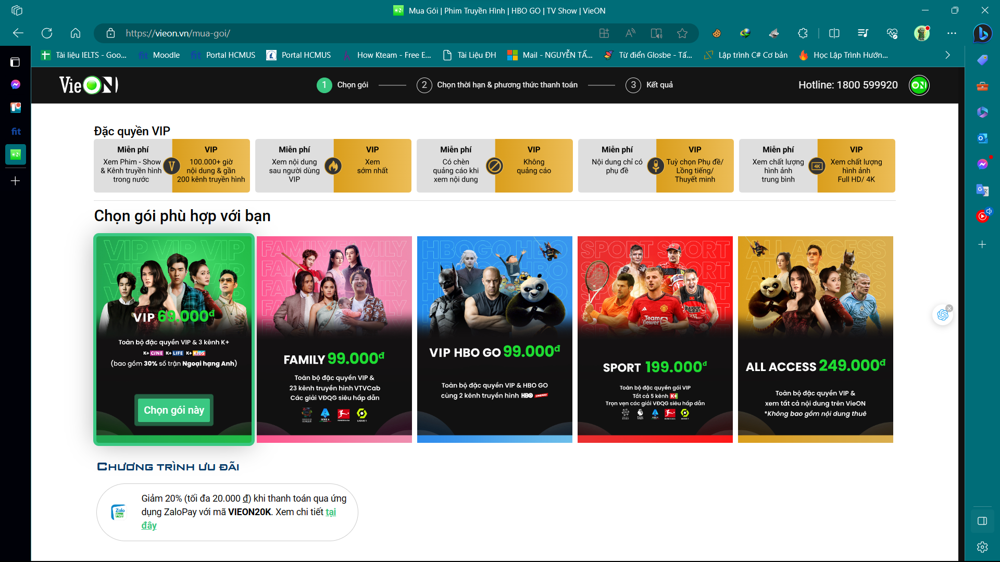 Mua Gói | Phim Truyền Hình | HBO GO | TV Show | VieON
https://vieon.vn/mua-goi/
Tài liệu IELTS - Goo...
fit Moodle
fit Portal HCMUS
Portal HCMUS
How Kteam - Free E...
Tài Liệu ĐH
Mail - NGUYỄN TẤ...
Từ điển Glosbe - Tấ...
Lập trình C# Cơ bản
Học Lập Trình Hướn...
fit
VieON
1 Chọn gói
2 Chọn thời hạn & phương thức thanh toán
3 Kết quả
Hotline: 1800 599920
ON
Đặc quyền VIP
Miễn phí
Xem Phim - Show
& Kênh truyền hình
trong nước
V
VIP
100.000+ giờ
nội dung & gần
200 kênh truyền hình
Miễn phí
Xem nội dung
sau người dùng
VIP
VIP
Xem
sớm nhất
Miễn phí
Có chèn
quảng cáo khi
xem nội dung
VIP
Không
quảng cáo
Miễn phí
Nội dung chỉ có
phụ đề
VIP
Tuỳ chọn Phụ đề/
Lồng tiếng/
Thuyết minh
Miễn phí
Xem chất lượng
hình ảnh
trung bình
4K
VIP
Xem chất lượng
hình ảnh
Full HD/ 4K
Chọn gói phù hợp với bạn
VIP VIP VIP
VIP 69.000đ
Toàn bộ đặc quyền VIP & 3 kênh K+
K+CINE K+LIFE K+KIDS
(bao gồm 30% số trận Ngoại hạng Anh)
Chọn gói này
FAMILY FAMILY
FAMILY 99.000đ
Toàn bộ đặc quyền VIP &
23 kênh truyền hình VTVCab
Các giải VĐQG siêu hấp dẫn
SERIE A
BUNDESLIGA
LIGUE 1
HBOGO HBO
VIP HBO GO 99.000đ
Toàn bộ đặc quyền VIP & HBO GO
cùng 2 kênh truyền hình HBO CINEMAX
SPORT SPORT
Team
Viewer
SPORT 199.000đ
Toàn bộ đặc quyền gói VIP
Tất cả 5 kênh K+
Trọn vẹn các giải VĐQG siêu hấp dẫn
ALL ACCESS
ALL ACCESS 249.000đ
Toàn bộ đặc quyền VIP &
xem tất cả nội dung trên VieON
*Không bao gồm nội dung thuê
CHƯƠNG TRÌNH ƯU ĐÃI
Zalo
Pay
Giảm 20% (tối đa 20.000 đ) khi thanh toán qua ứng
dụng ZaloPay với mã VIEON20K. Xem chi tiết tại
đây